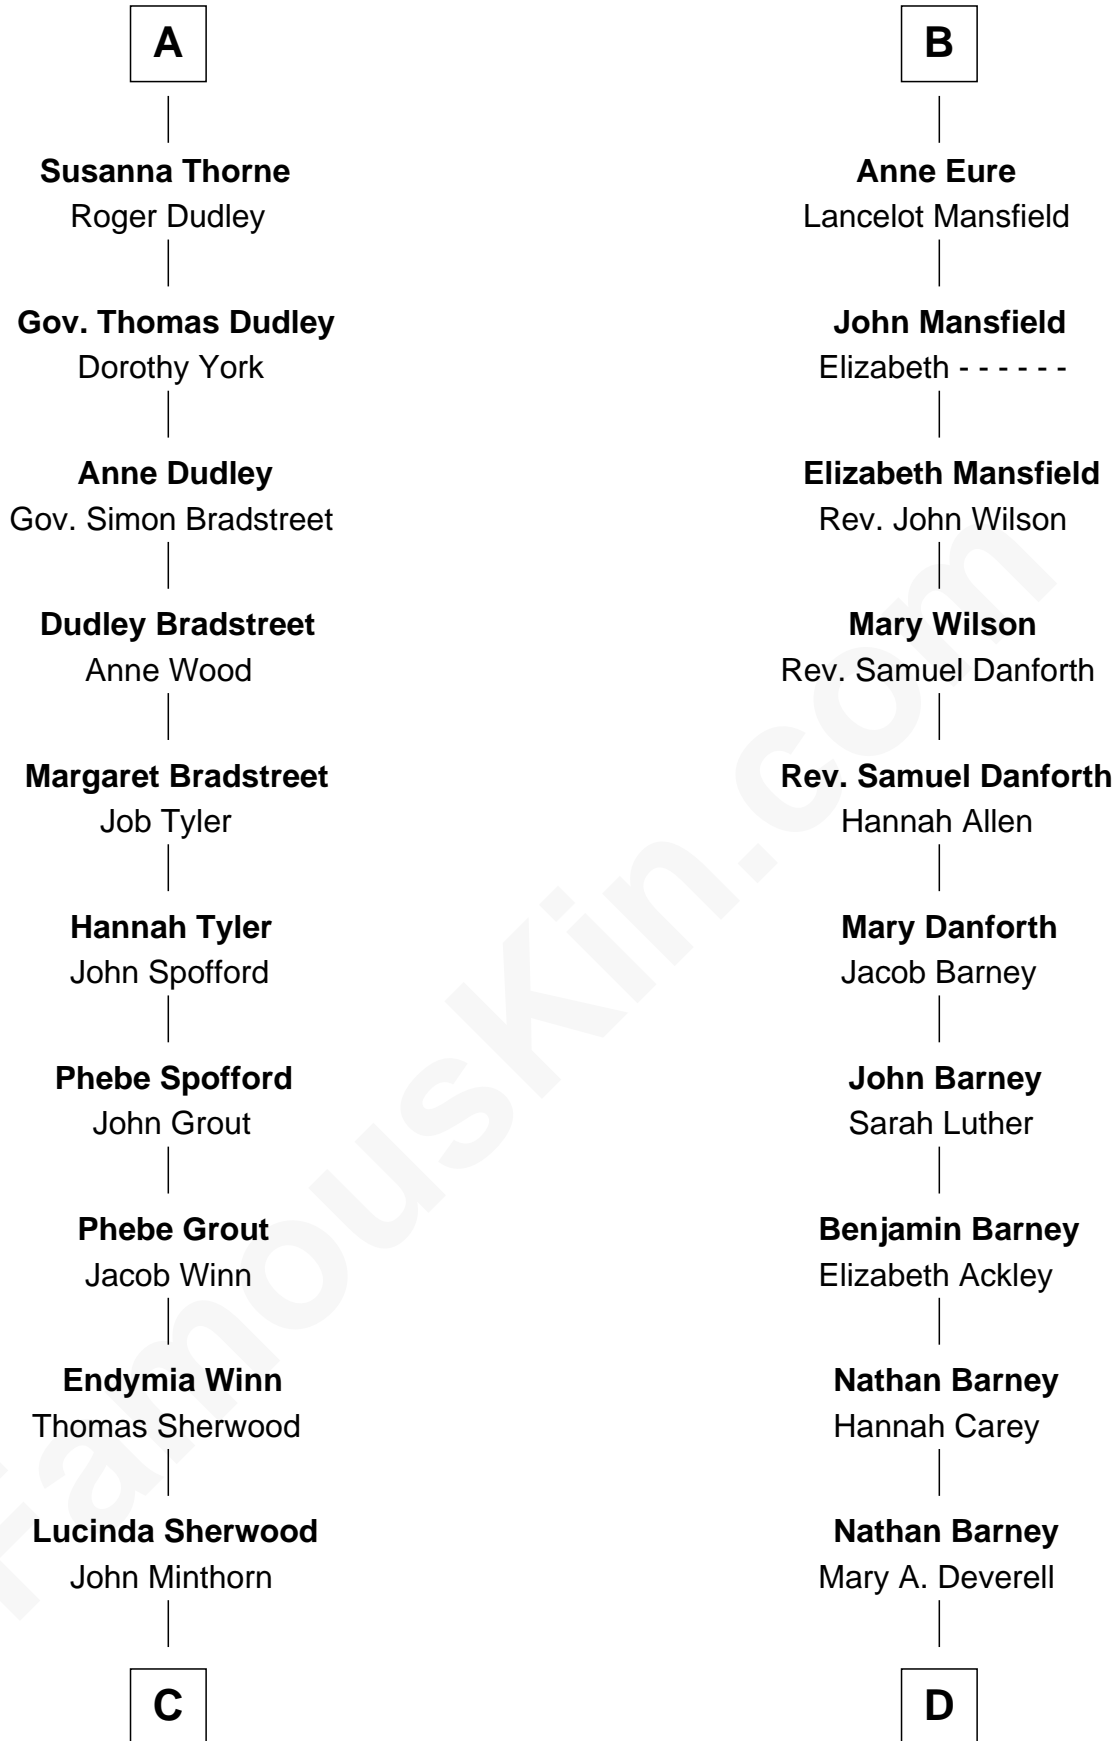 A
Susanna Thorne
Roger Dudley
Gov. Thomas Dudley
Dorothy York
Anne Dudley
Gov. Simon Bradstreet
Dudley Bradstreet
Anne Wood
Margaret Bradstreet
Job Tyler
Hannah Tyler
John Spofford
Phebe Spofford
John Grout
Phebe Grout
Jacob Winn
Endymia Winn
Thomas Sherwood
Lucinda Sherwood
John Minthorn
C
B
Anne Eure
Lancelot Mansfield
John Mansfield
Elizabeth - - - - - -
Elizabeth Mansfield
Rev. John Wilson
Mary Wilson
Rev. Samuel Danforth
Rev. Samuel Danforth
Hannah Allen
Mary Danforth
Jacob Barney
John Barney
Sarah Luther
Benjamin Barney
Elizabeth Ackley
Nathan Barney
Hannah Carey
Nathan Barney
Mary A. Deverell
D
FamousKin.com